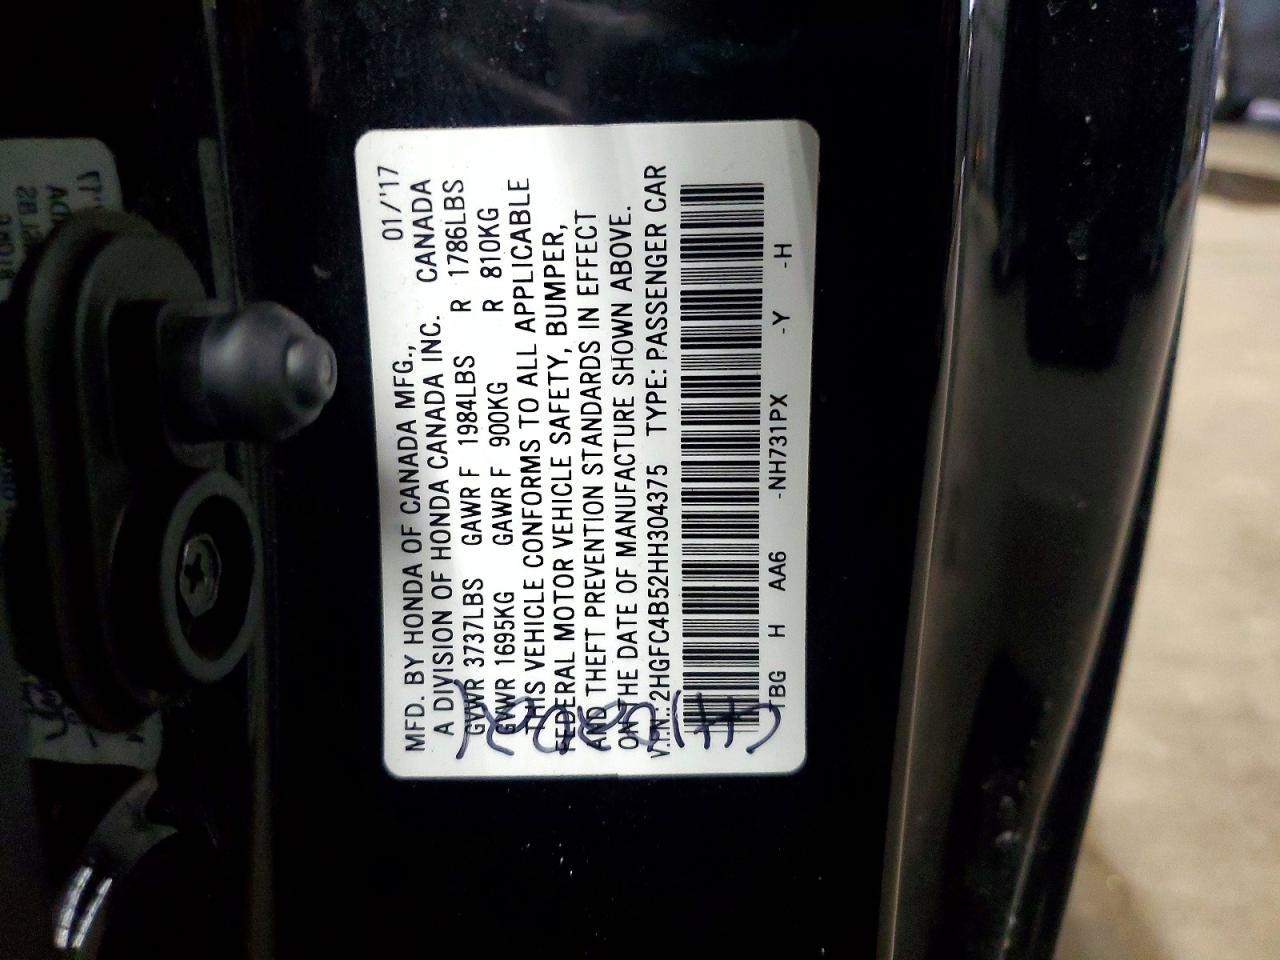 01/'17
MFD. BY HONDA OF CANADA MFG.,
A DIVISION OF HONDA CANADA INC. CANADA
GVWR 3737LBS GAWR F 1984LBS R 1786LBS
GVWR 1695KG GAWR F 900KG R 810KG
THIS VEHICLE CONFORMS TO ALL APPLICABLE
FEDERAL MOTOR VEHICLE SAFETY, BUMPER,
AND THEFT PREVENTION STANDARDS IN EFFECT
ON THE DATE OF MANUFACTURE SHOWN ABOVE.
V.I.N.: 2HGFC4B52HH304375 TYPE: PASSENGER CAR
TBG H AA6 -NH731PX -Y -H